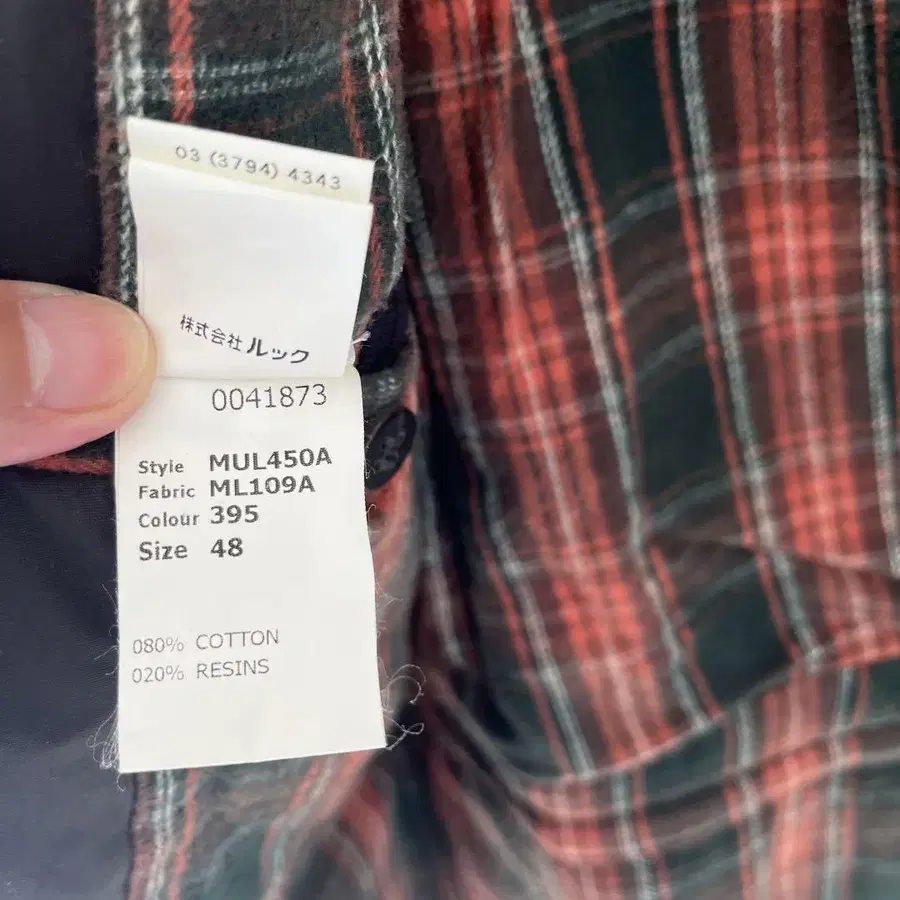 03 (3794) 4343
株式会社 ルック
0041873
Style MUL450A
Fabric ML109A
Colour 395
Size 48
080% COTTON
020% RESINS